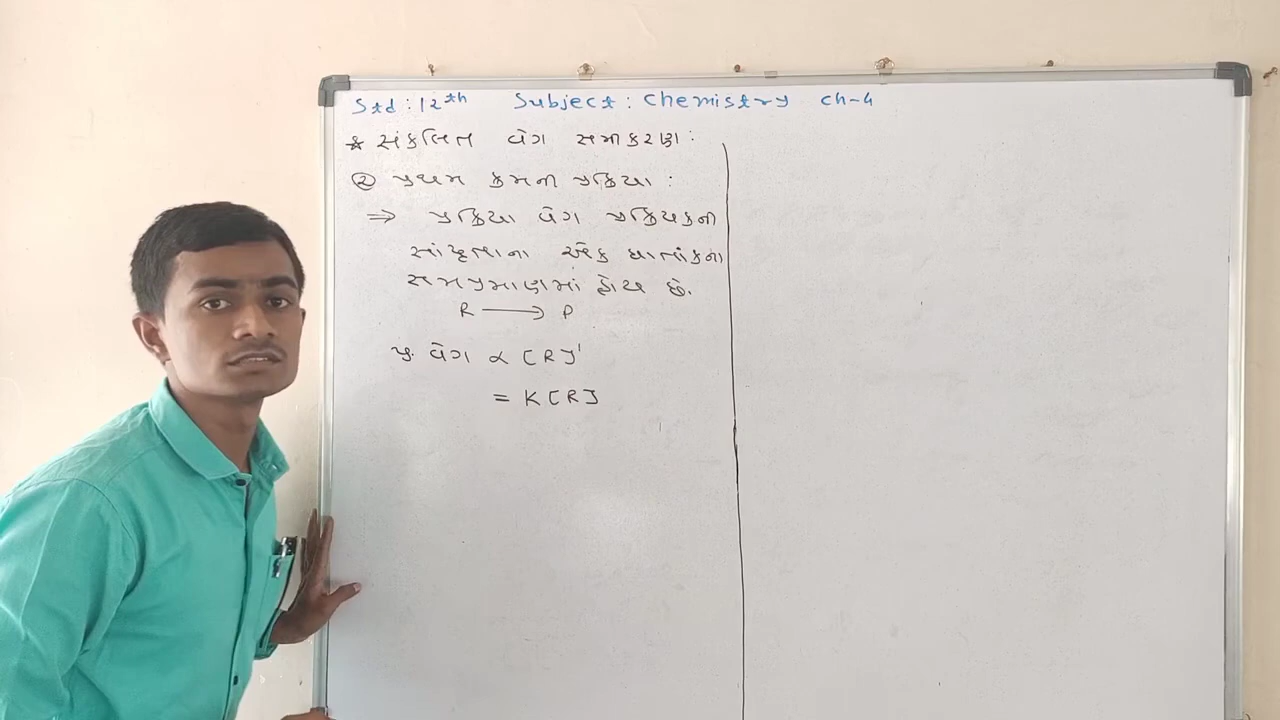 Std : 12th Subject : Chemistry ch-4
* સંકલિત વેગ સમીકરણ :
② પ્રથમ ક્રમની પ્રક્રિયા :
⇒ પ્રક્રિયા વેગ પ્રક્રિયકની
સાંદ્રતાના એક ઘાતાંકના
સમપ્રમાણમાં હોય છે.
R ⟶ P
પ્ર. વેગ ∝ [R]¹
= K[R]